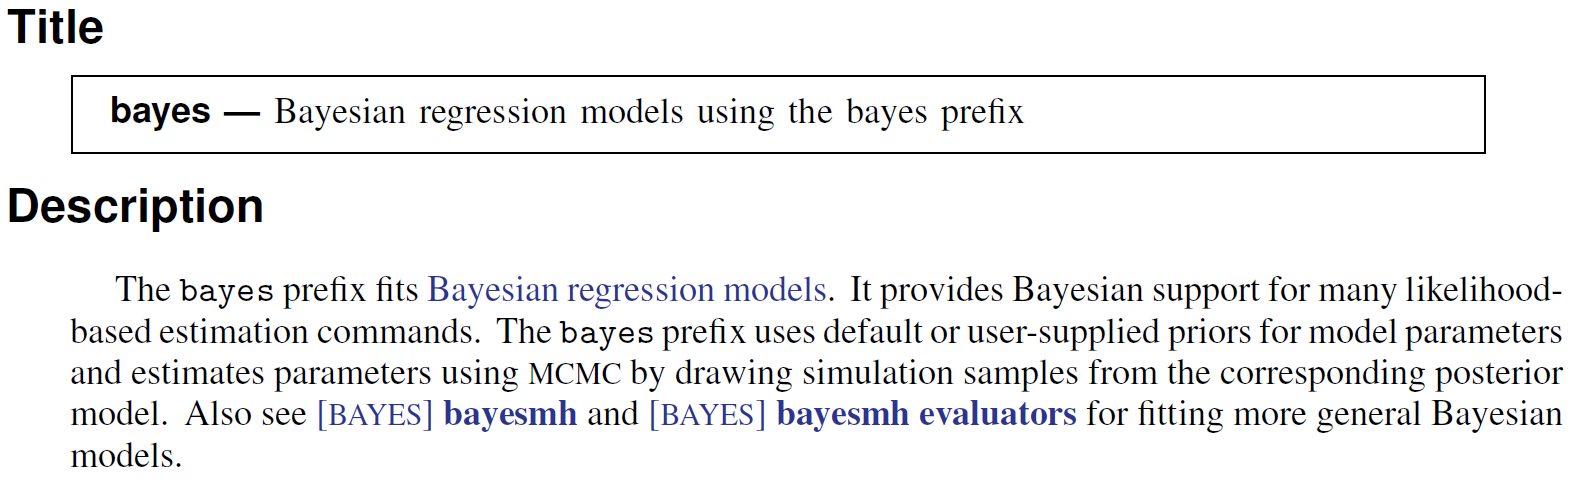 Title
bayes — Bayesian regression models using the bayes prefix
Description
The bayes prefix fits Bayesian regression models. It provides Bayesian support for many likelihood-
based estimation commands. The bayes prefix uses default or user-supplied priors for model parameters
and estimates parameters using MCMC by drawing simulation samples from the corresponding posterior
model. Also see [BAYES] bayesmh and [BAYES] bayesmh evaluators for fitting more general Bayesian
models.